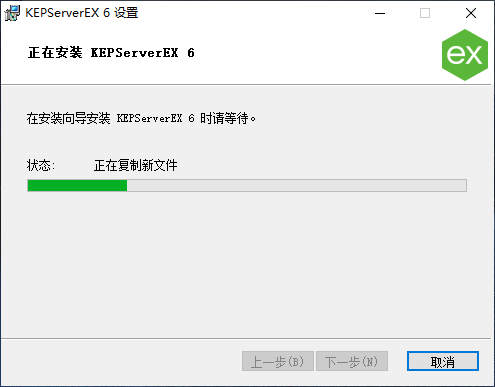 KEPServerEX 6 设置
正在安装 KEPServerEX 6
ex
在安装向导安装 KEPServerEX 6 时请等待。
状态: 正在复制新文件
上一步(B) 下一步(N) 取消